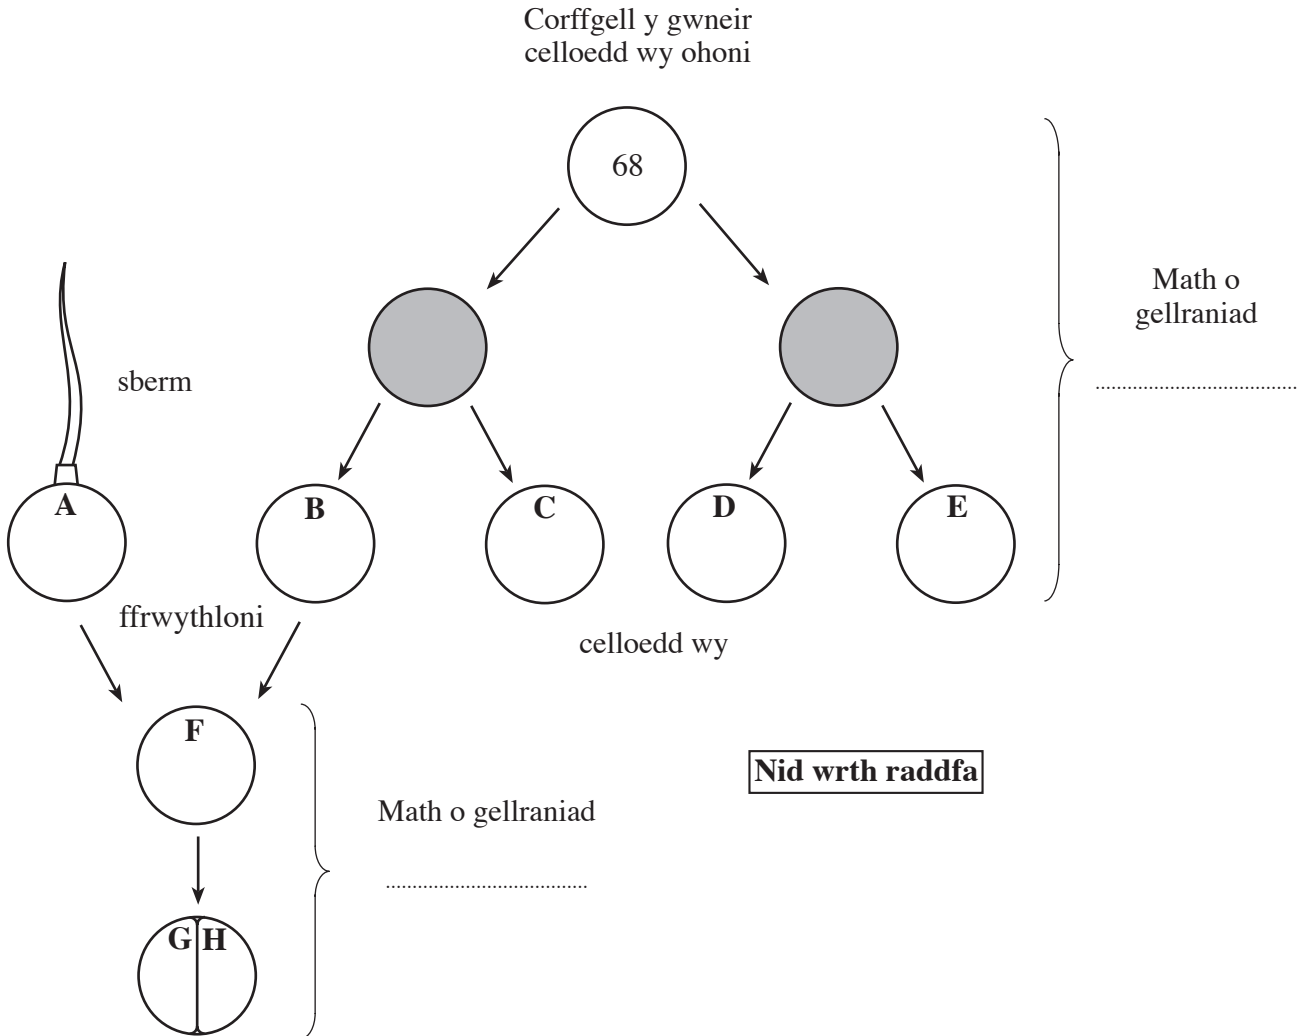 Corffgell y gwneir
celloedd wy ohoni
68
Math o
gellraniad
sberm
A
B
C
D
E
ffrwythloni
celloedd wy
F
Nid wrth raddfa
Math o gellraniad
G H